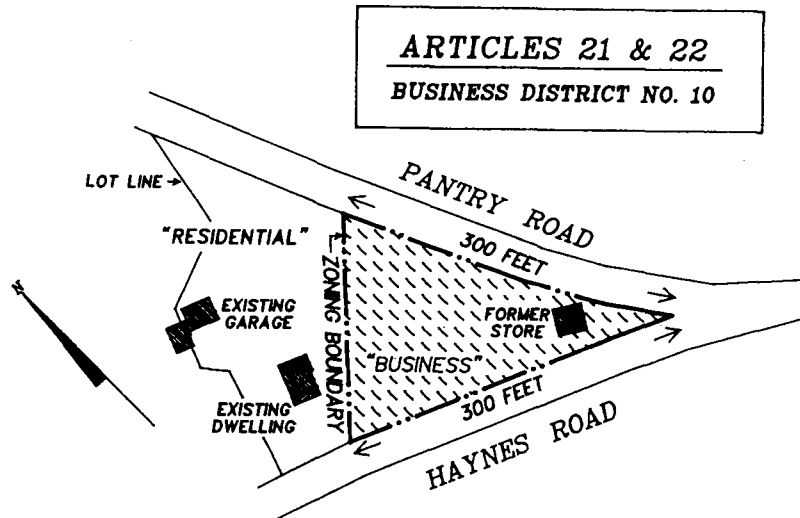 ARTICLES 21 & 22
BUSINESS DISTRICT NO. 10
PANTRY ROAD
LOT LINE
"RESIDENTIAL"
300 FEET
ZONING BOUNDARY
N
EXISTING
GARAGE
FORMER
STORE
"BUSINESS"
EXISTING
DWELLING
300 FEET
HAYNES ROAD